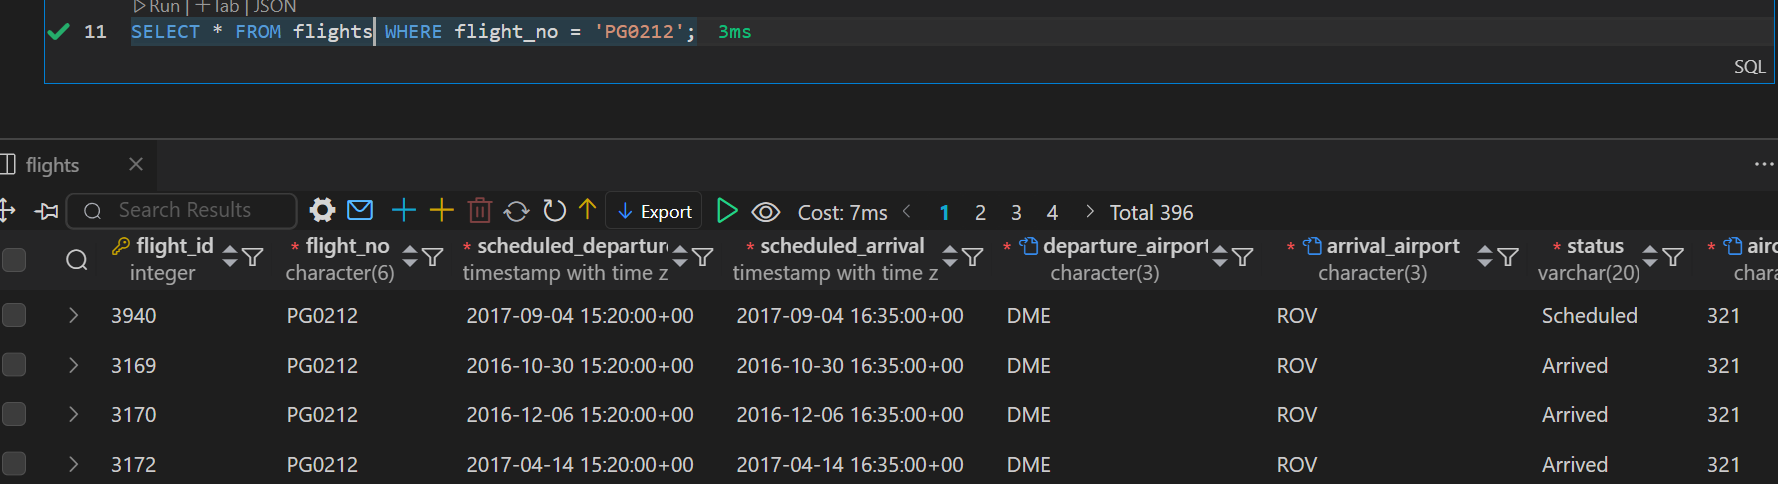 Run | + Tab | JSON
11 SELECT * FROM flights WHERE flight_no = 'PG0212'; 3ms
SQL
flights
Search Results Export Cost: 7ms 1 2 3 4 Total 396
flight_id * flight_no * scheduled_departur * scheduled_arrival * departure_airport * arrival_airport * status * airc
integer character(6) timestamp with time z timestamp with time z character(3) character(3) varchar(20) chara
3940 PG0212 2017-09-04 15:20:00+00 2017-09-04 16:35:00+00 DME ROV Scheduled 321
3169 PG0212 2016-10-30 15:20:00+00 2016-10-30 16:35:00+00 DME ROV Arrived 321
3170 PG0212 2016-12-06 15:20:00+00 2016-12-06 16:35:00+00 DME ROV Arrived 321
3172 PG0212 2017-04-14 15:20:00+00 2017-04-14 16:35:00+00 DME ROV Arrived 321